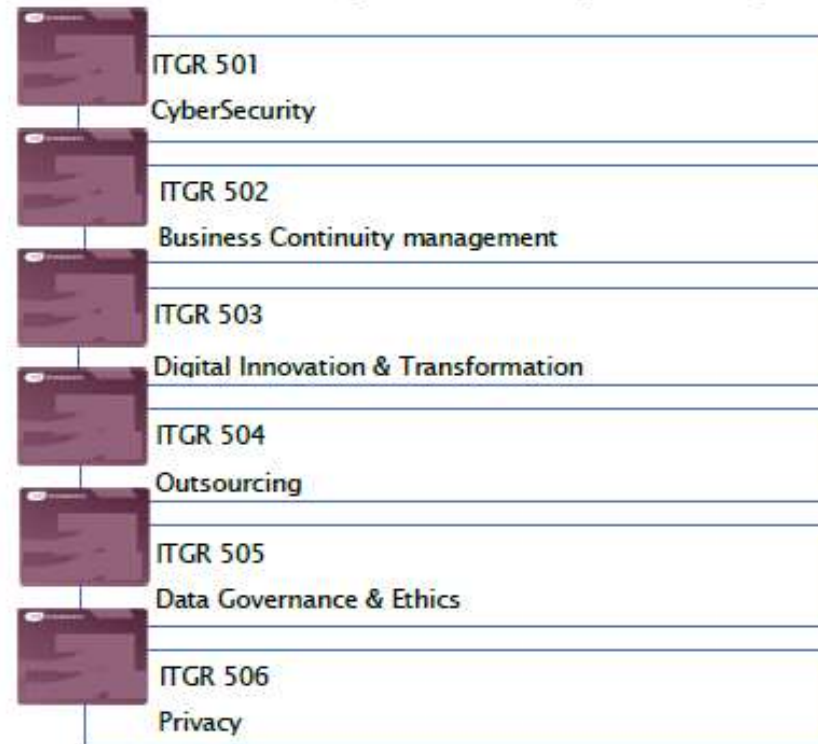 ITGR 501
CyberSecurity
ITGR 502
Business Continuity management
ITGR 503
Digital Innovation & Transformation
ITGR 504
Outsourcing
ITGR 505
Data Governance & Ethics
ITGR 506
Privacy